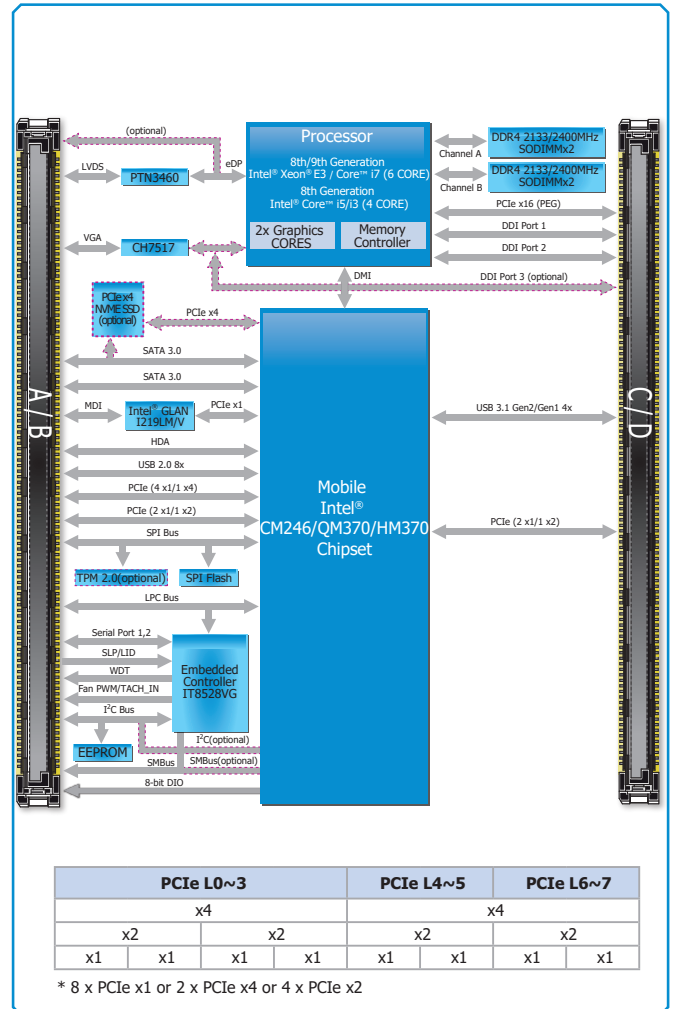 (optional)
LVDS
PTN3460
eDP
Processor
8th/9th Generation
Intel® Xeon® E3 / Core™ i7 (6 CORE)
8th Generation
Intel® Core™ i5/i3 (4 CORE)
2x Graphics
CORES
Memory
Controller
Channel A
DDR4 2133/2400MHz
SODIMMx2
Channel B
DDR4 2133/2400MHz
SODIMMx2
PCIe x16 (PEG)
DDI Port 1
DDI Port 2
VGA
CH7517
DMI
DDI Port 3 (optional)
PCIe x4
NVME SSD
(optional)
PCIe x4
SATA 3.0
SATA 3.0
MDI
Intel® GLAN
I219LM/V
PCIe x1
A/B
C/D
USB 3.1 Gen2/Gen1 4x
HDA
USB 2.0 8x
PCIe (4 x1/1 x4)
PCIe (2 x1/1 x2)
SPI Bus
Mobile
Intel®
CM246/QM370/HM370
Chipset
PCIe (2 x1/1 x2)
TPM 2.0(optional)
SPI Flash
LPC Bus
Serial Port 1,2
SLP/LID
WDT
Fan PWM/TACH_IN
I²C Bus
Embedded
Controller
IT8528VG
EEPROM
I²C(optional)
SMBus
SMBus(optional)
8-bit DIO
PCIe L0~3 PCIe L4~5 PCIe L6~7
x4 x4
x2 x2 x2 x2
x1 x1 x1 x1 x1 x1 x1 x1
* 8 x PCIe x1 or 2 x PCIe x4 or 4 x PCIe x2